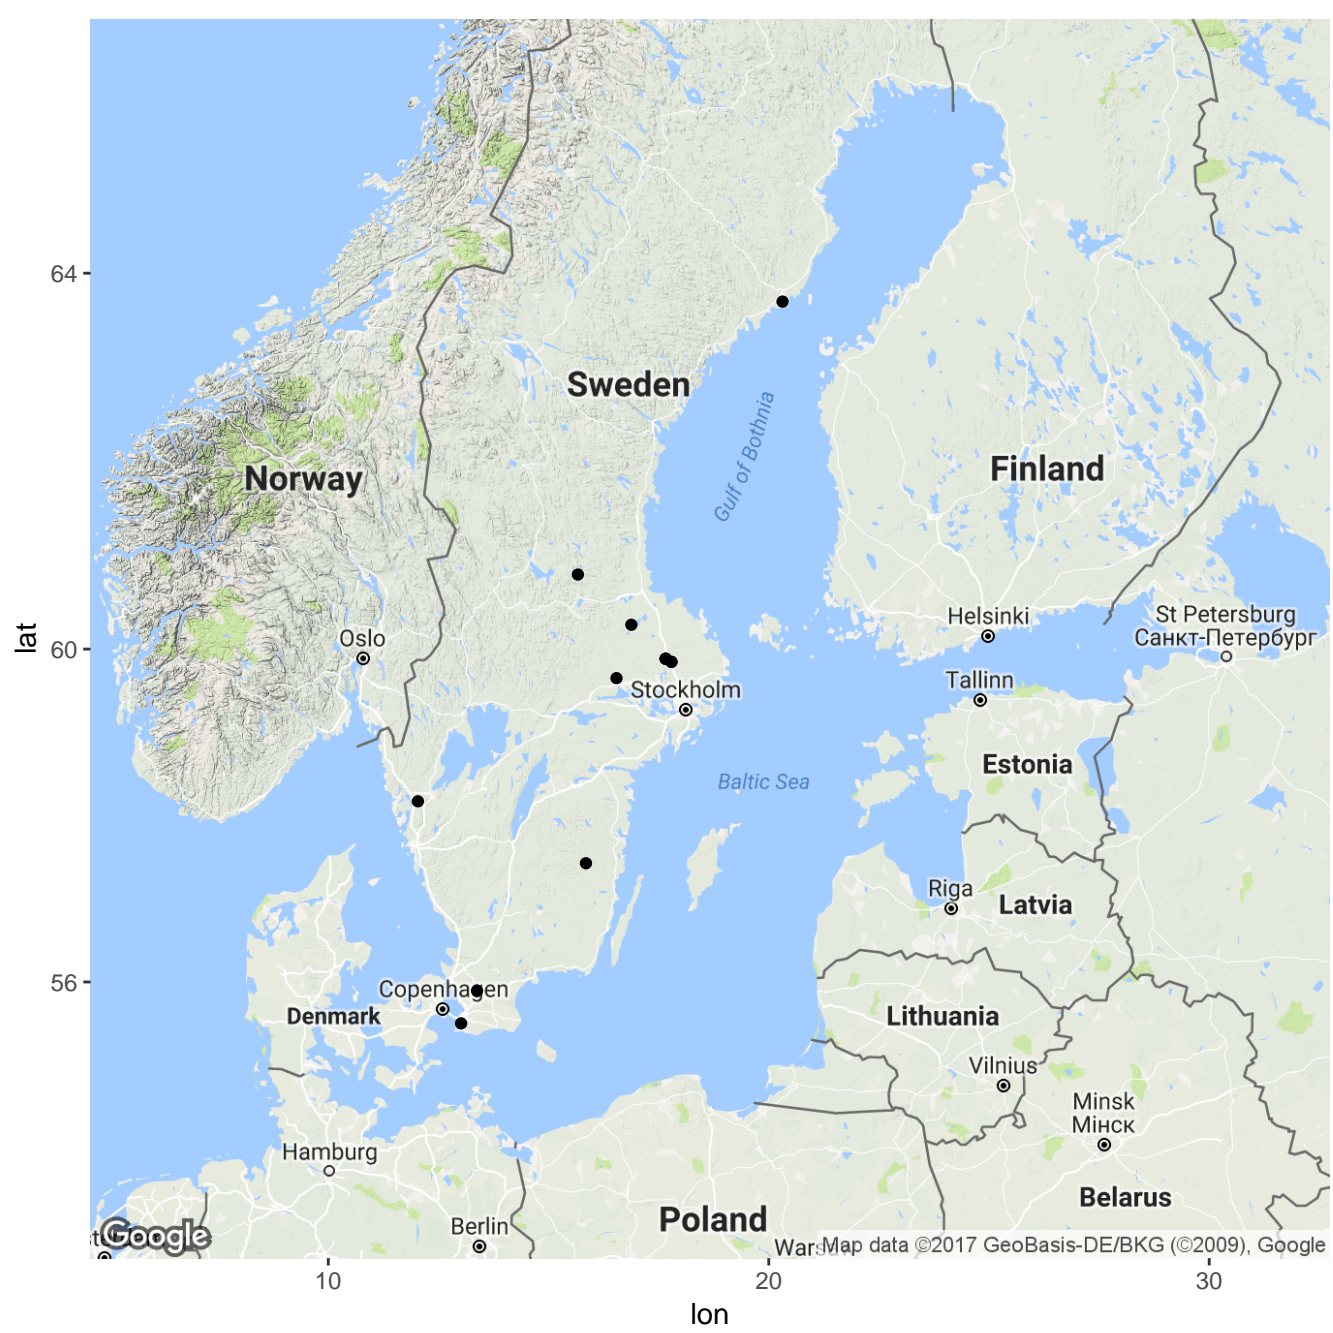 64
Sweden
Gulf of Bothnia
Norway
Finland
Helsinki
St Petersburg
Санкт-Петербург
Oslo
60
lat
Tallinn
Stockholm
Estonia
Baltic Sea
Riga
Latvia
56
Copenhagen
Denmark
Lithuania
Vilnius
Minsk
Мінск
Hamburg
Belarus
Poland
Berlin
Google
Map data ©2017 GeoBasis-DE/BKG (©2009), Google
10
20
30
lon